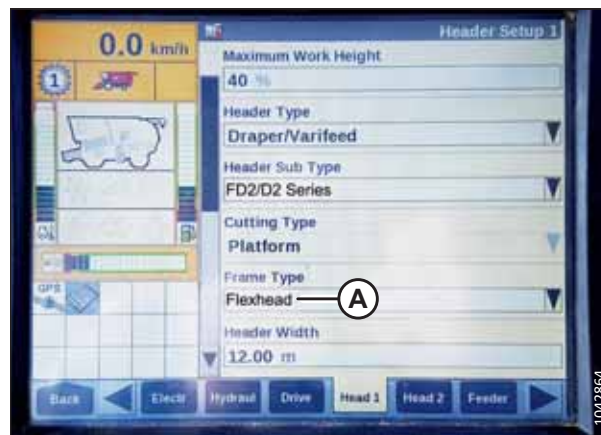 0.0 km/h
Header Setup 1
1
Maximum Work Height
40 %
Header Type
Draper/Varifeed
Header Sub Type
FD2/D2 Series
Cutting Type
Platform
Frame Type
Flexhead
A
Header Width
12.00 m
GPS
Back
Electr
Hydraul
Drive
Head 1
Head 2
Feeder
1042864